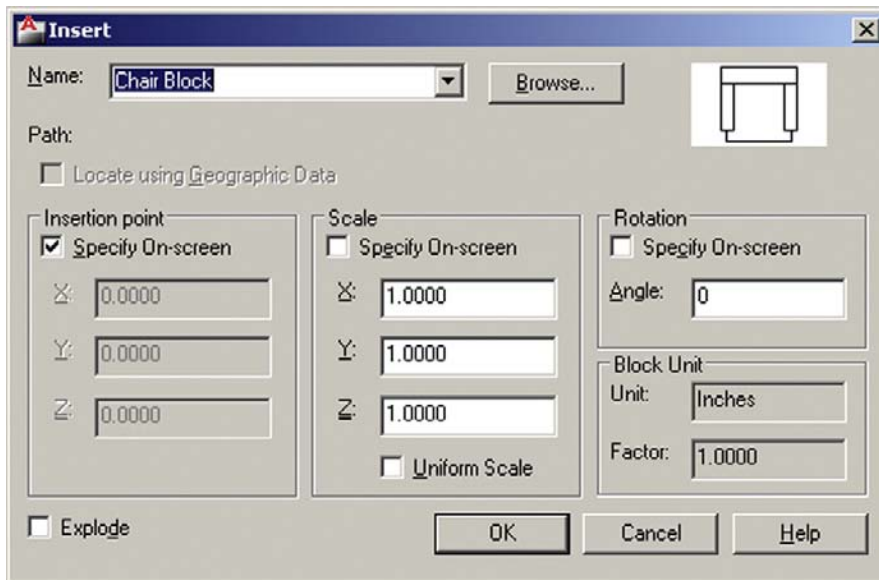 Insert
Name: Chair Block Browse...
Path:
Locate using Geographic Data
Insertion point
Specify On-screen
X: 0.0000
Y: 0.0000
Z: 0.0000
Scale
Specify On-screen
X: 1.0000
Y: 1.0000
Z: 1.0000
Uniform Scale
Rotation
Specify On-screen
Angle: 0
Block Unit
Unit: Inches
Factor: 1.0000
Explode
OK Cancel Help